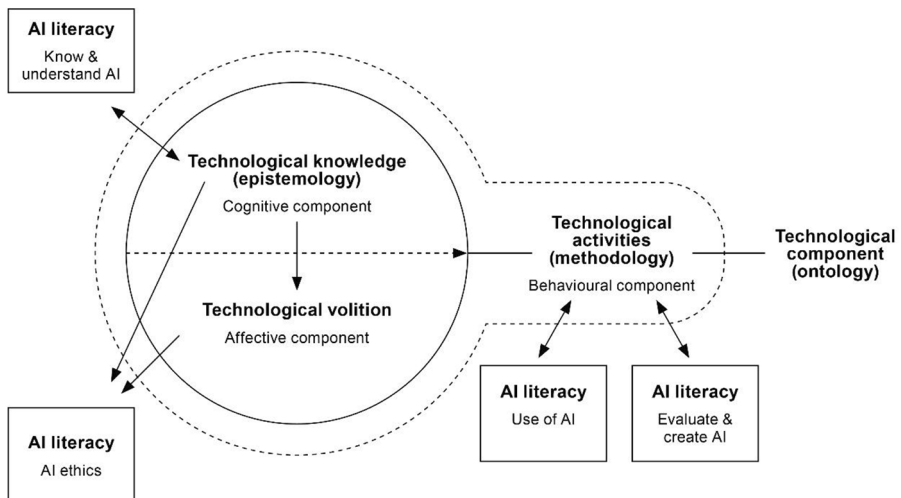 AI literacy
Know &
understand AI
Technological knowledge
(epistemology)
Cognitive component
Technological volition
Affective component
AI literacy
AI ethics
Technological
activities
(methodology)
Behavioural component
Technological
component
(ontology)
AI literacy
Use of AI
AI literacy
Evaluate &
create AI